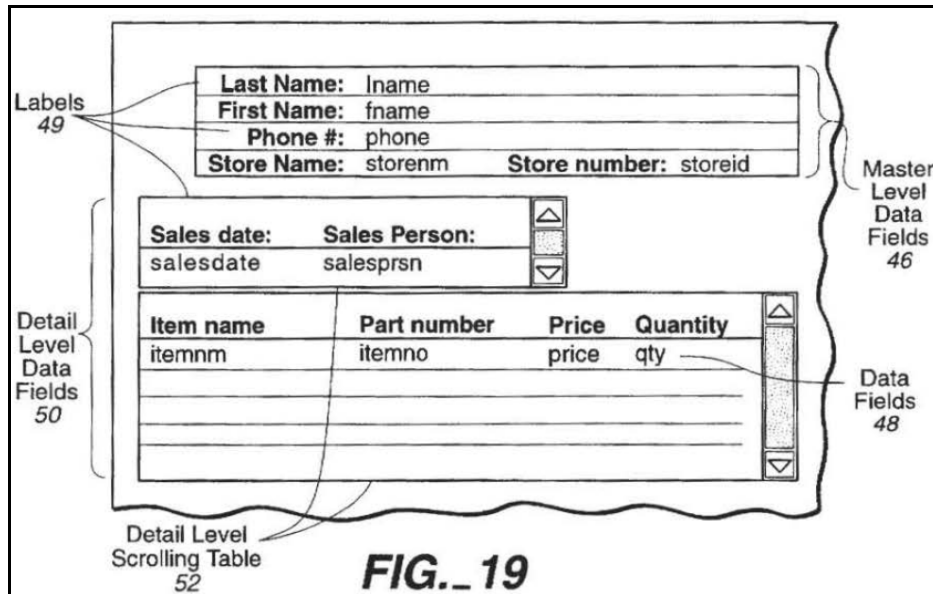 Last Name: lname
First Name: fname
Phone #: phone
Store Name: storenm Store number: storeid
Labels
49
Master
Level
Data
Fields
46
Sales date: Sales Person:
salesdate salesprsn
Item name Part number Price Quantity
itemnm itemno price qty
Detail
Level
Data
Fields
50
Data
Fields
48
Detail Level
Scrolling Table
52
FIG._19